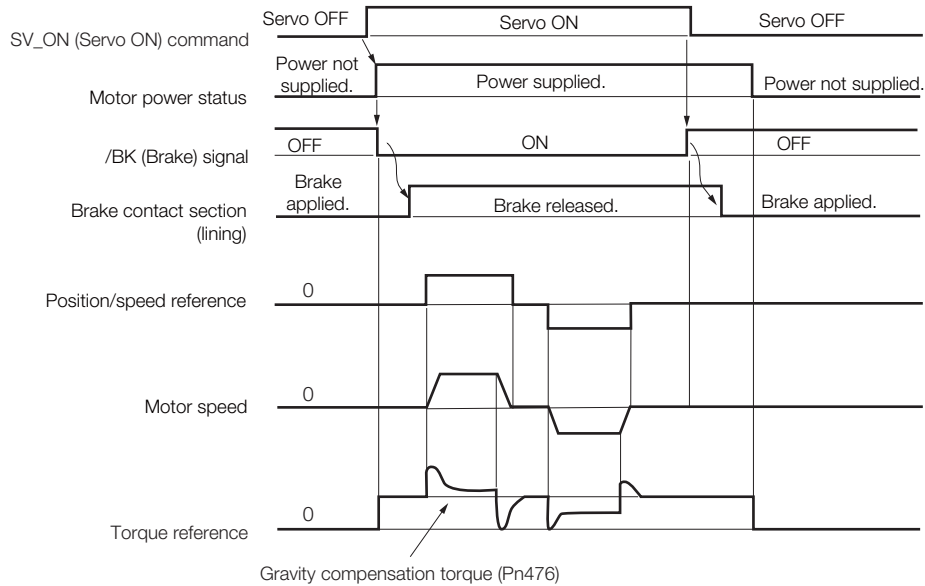 Servo OFF
Servo ON
Servo OFF
SV_ON (Servo ON) command
Power not
supplied.
Power supplied.
Power not supplied.
Motor power status
OFF
ON
OFF
/BK (Brake) signal
Brake
applied.
Brake released.
Brake applied.
Brake contact section
(lining)
0
Position/speed reference
0
Motor speed
0
Torque reference
Gravity compensation torque (Pn476)